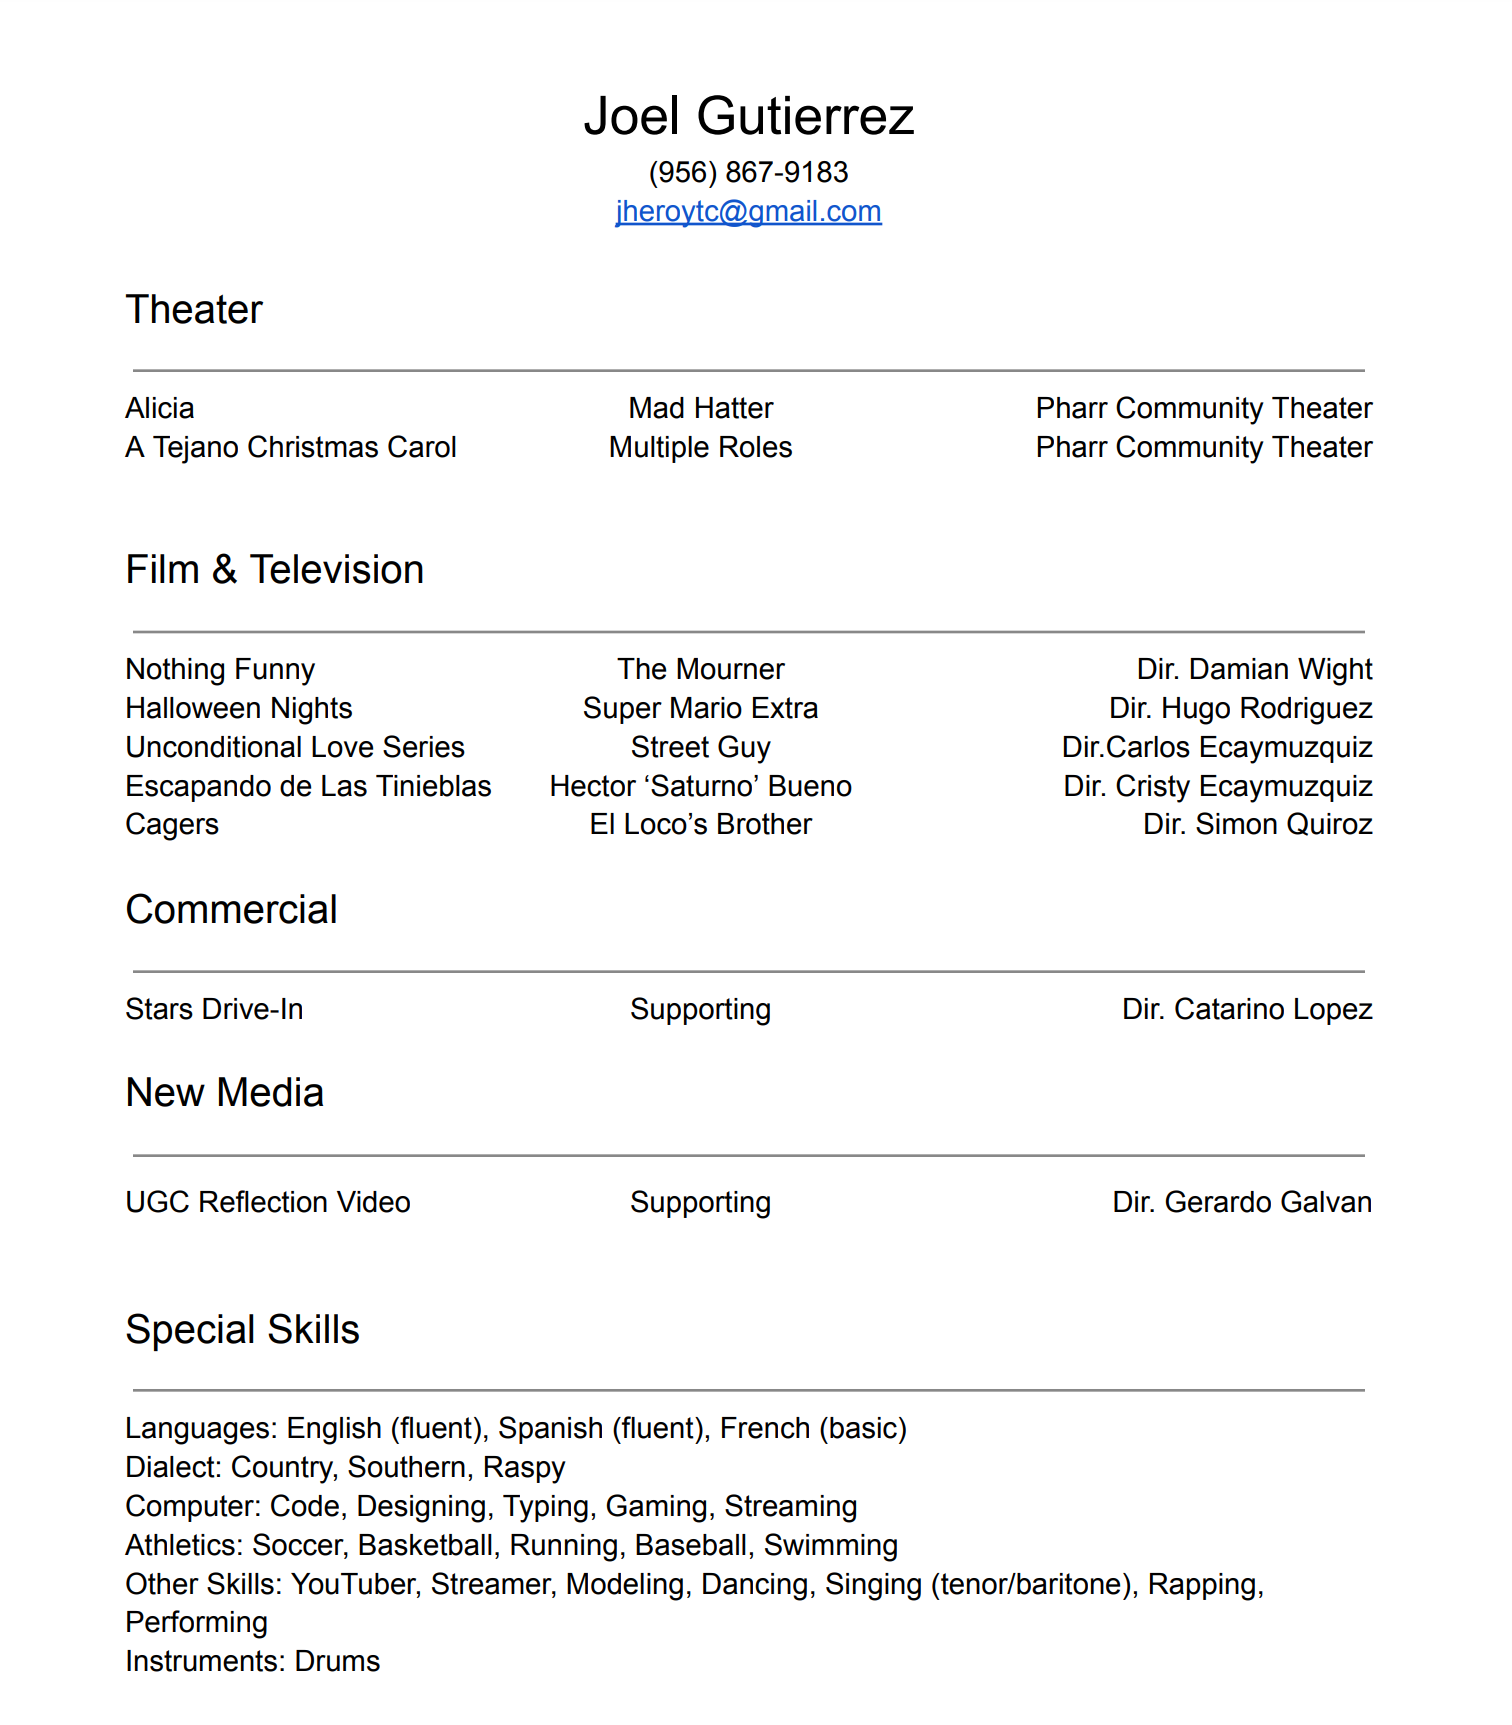 Joel Gutierrez
(956) 867-9183
jheroytc@gmail.com
Theater
Alicia Mad Hatter Pharr Community Theater
A Tejano Christmas Carol Multiple Roles Pharr Community Theater
Film & Television
Nothing Funny The Mourner Dir. Damian Wight
Halloween Nights Super Mario Extra Dir. Hugo Rodriguez
Unconditional Love Series Street Guy Dir.Carlos Ecaymuzquiz
Escapando de Las Tinieblas Hector ‘Saturno’ Bueno Dir. Cristy Ecaymuzquiz
Cagers El Loco’s Brother Dir. Simon Quiroz
Commercial
Stars Drive-In Supporting Dir. Catarino Lopez
New Media
UGC Reflection Video Supporting Dir. Gerardo Galvan
Special Skills
Languages: English (fluent), Spanish (fluent), French (basic)
Dialect: Country, Southern, Raspy
Computer: Code, Designing, Typing, Gaming, Streaming
Athletics: Soccer, Basketball, Running, Baseball, Swimming
Other Skills: YouTuber, Streamer, Modeling, Dancing, Singing (tenor/baritone), Rapping,
Performing
Instruments: Drums